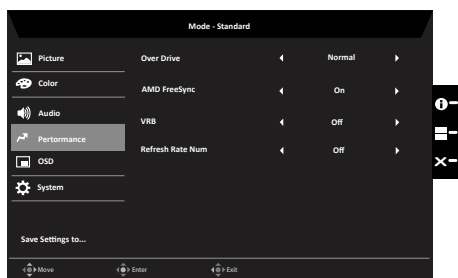 Mode - Standard
Picture
Over Drive Normal
Color
AMD FreeSync On
Audio
VRB Off
Pertormance
Refresh Rate Num Off
OSD
System
Save Settings to...
Move Enter Exit